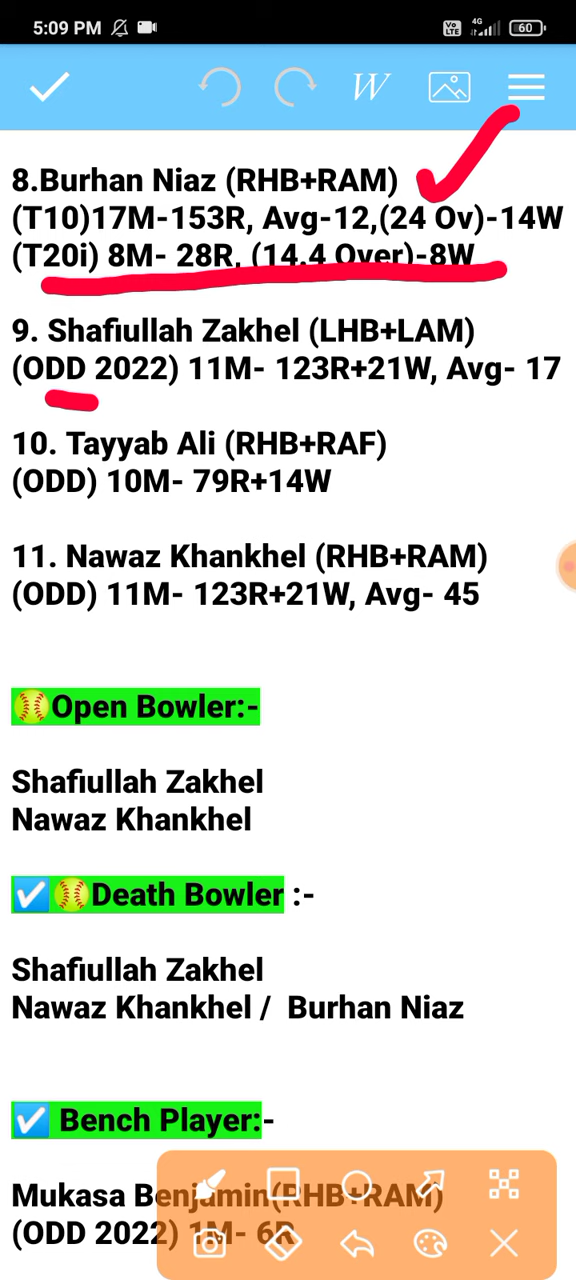 5:09 PM
Vo LTE 4G 60
W
8.Burhan Niaz (RHB+RAM)
(T10)17M-153R, Avg-12,(24 Ov)-14W
(T20i) 8M- 28R, (14.4 Over)-8W
9. Shafiullah Zakhel (LHB+LAM)
(ODD 2022) 11M- 123R+21W, Avg- 17
10. Tayyab Ali (RHB+RAF)
(ODD) 10M- 79R+14W
11. Nawaz Khankhel (RHB+RAM)
(ODD) 11M- 123R+21W, Avg- 45
Open Bowler:-
Shafiullah Zakhel
Nawaz Khankhel
Death Bowler :-
Shafiullah Zakhel
Nawaz Khankhel / Burhan Niaz
Bench Player:-
Mukasa Benjamin(RHB+RAM)
(ODD 2022) 1M- 6R